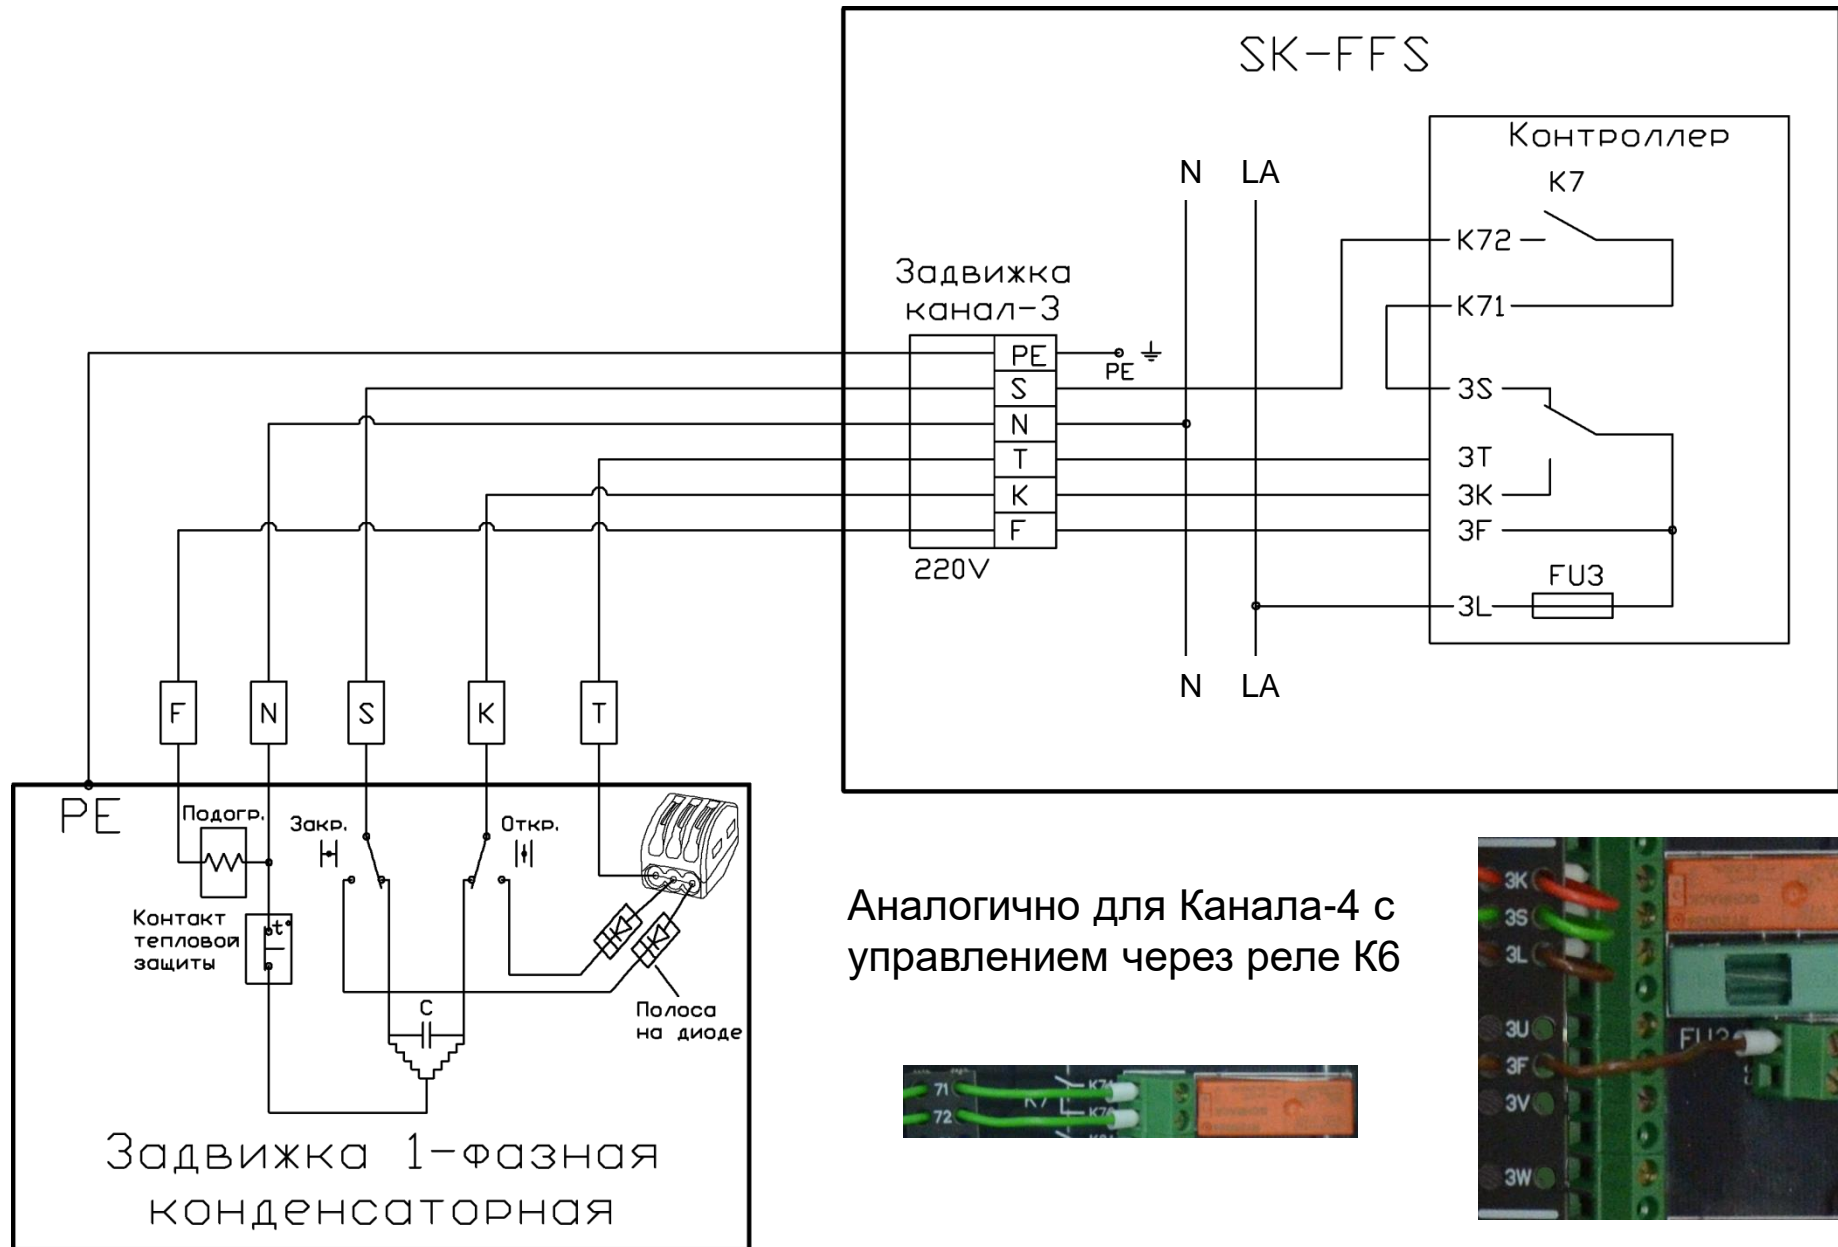 SK-FFS
Контроллер
K7
N LA
K72
Задвижка
канал-3
K71
PE
PE
S
3S
N
T
3T
K
3K
F
3F
220V
FU3
3L
N LA
F N S K T
PE
Подогр.
Закр.
Откр.
Контакт
тепловой
защиты
t°
C
Полоса
на диоде
Задвижка 1-фазная
конденсаторная
Аналогично для Канала-4 с
управлением через реле К6
71
72
3K
3S
3L
3U
3F
3V
3W